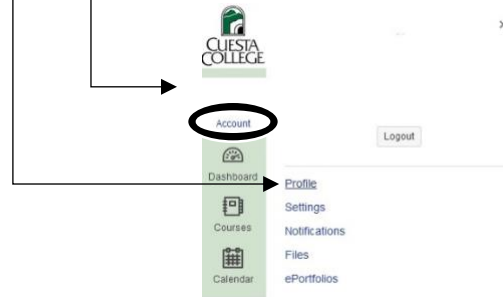 CUESTA
COLLEGE
Account
Dashboard
Courses
Calendar
Logout
Profile
Settings
Notifications
Files
ePortfolios